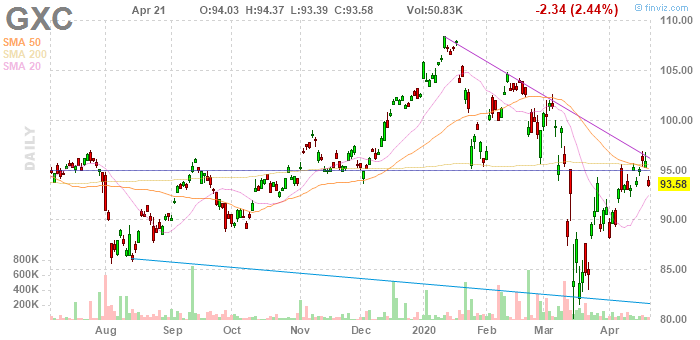 © finviz.com
GXC Apr 21 O:94.03 H:94.37 L:93.39 C:93.58 Vol:50.83K -2.34 (2.44%)
SMA 50
SMA 200
SMA 20
DAILY
110.00
105.00
100.00
95.00
93.58
90.00
85.00
80.00
800K
600K
400K
200K
Aug Sep Oct Nov Dec 2020 Feb Mar Apr